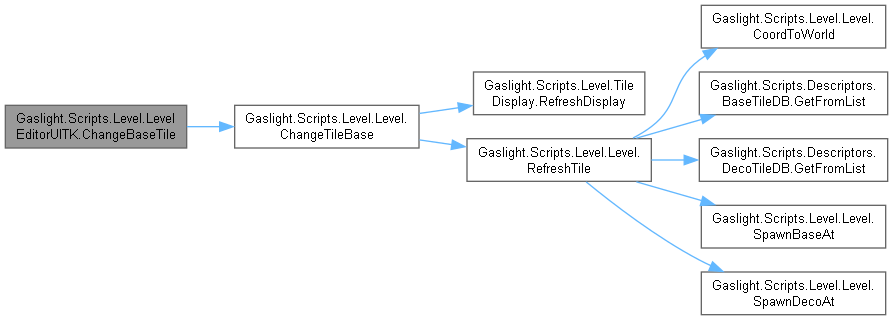 Gaslight.Scripts.Level.Level
EditorUITK.ChangeBaseTile
Gaslight.Scripts.Level.Level.
ChangeTileBase
Gaslight.Scripts.Level.Tile
Display.RefreshDisplay
Gaslight.Scripts.Level.Level.
RefreshTile
Gaslight.Scripts.Level.Level.
CoordToWorld
Gaslight.Scripts.Descriptors.
BaseTileDB.GetFromList
Gaslight.Scripts.Descriptors.
DecoTileDB.GetFromList
Gaslight.Scripts.Level.Level.
SpawnBaseAt
Gaslight.Scripts.Level.Level.
SpawnDecoAt